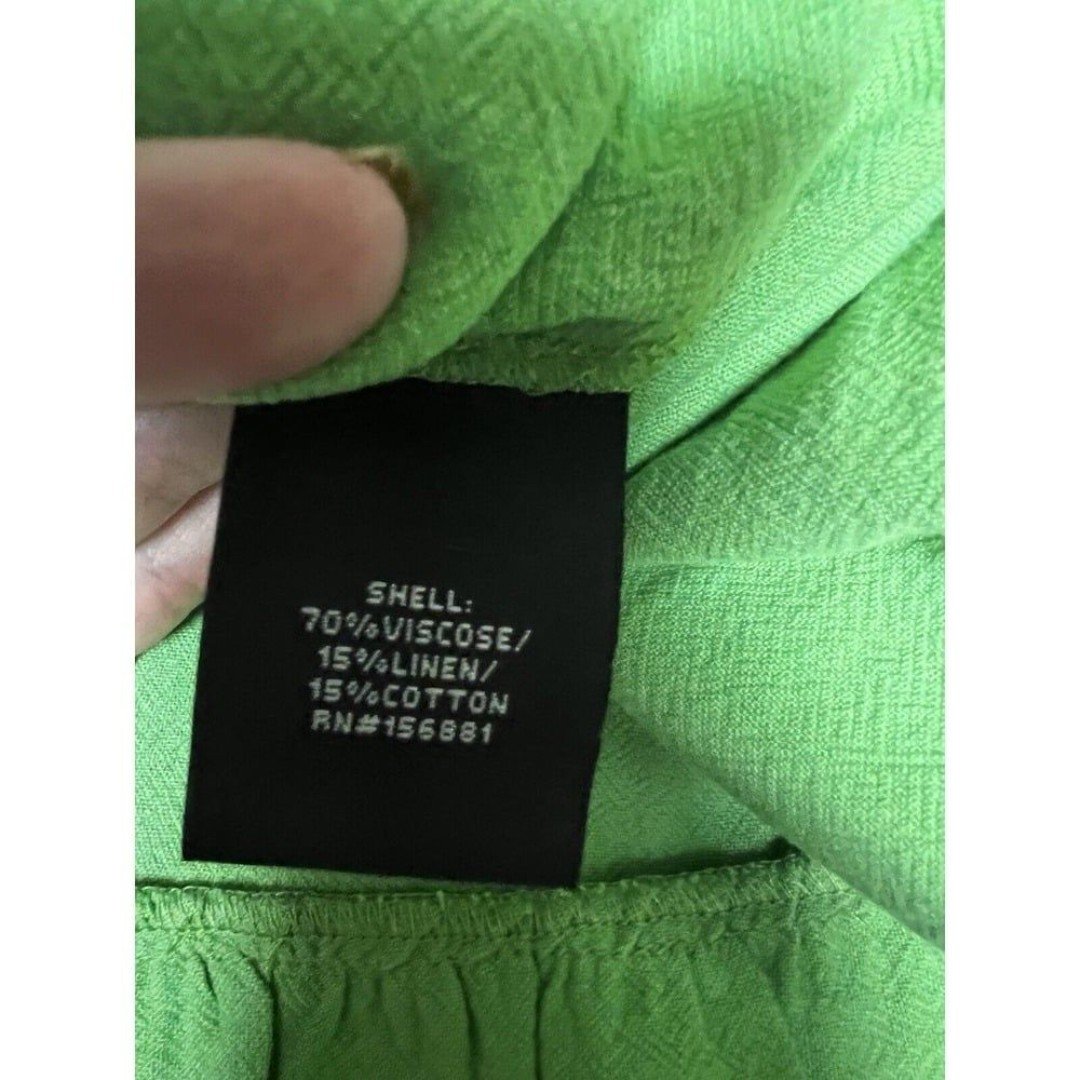 SHELL:
70%VISCOSE/
15%LINEN/
15%COTTON
RN#156881